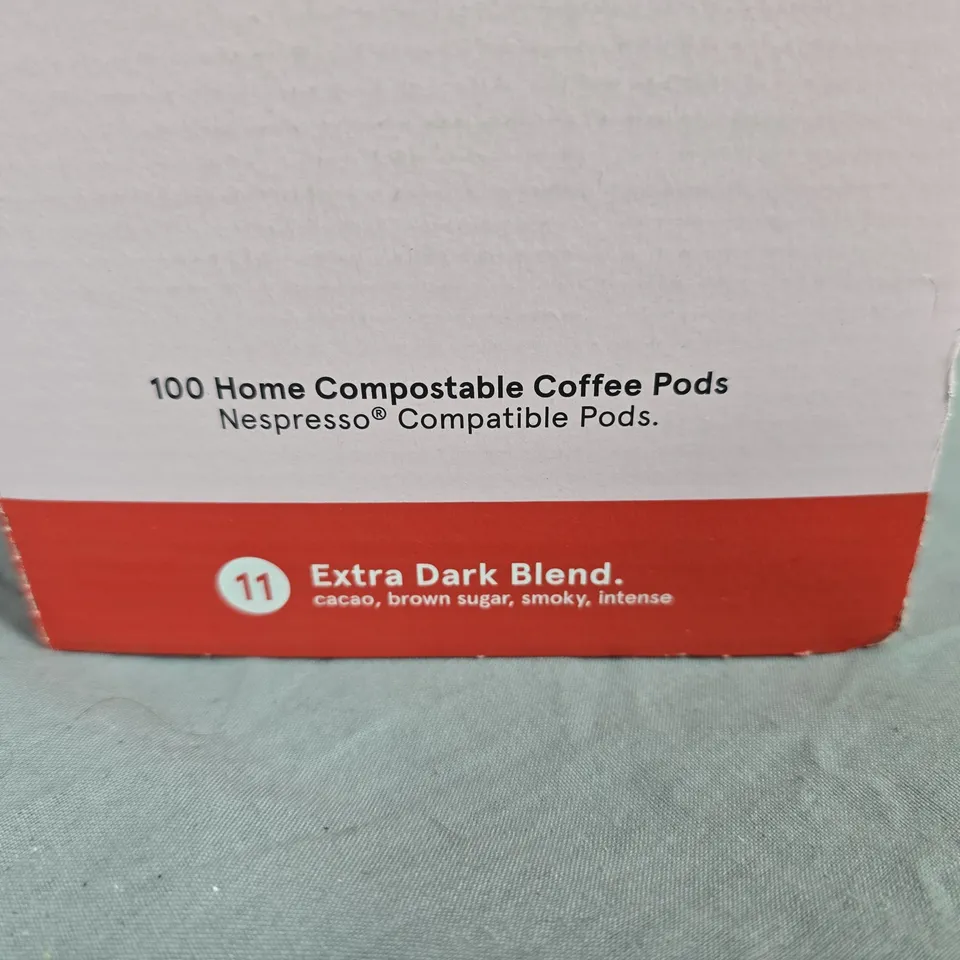 100 Home Compostable Coffee Pods
Nespresso® Compatible Pods.
11
Extra Dark Blend.
cacao, brown sugar, smoky, intense